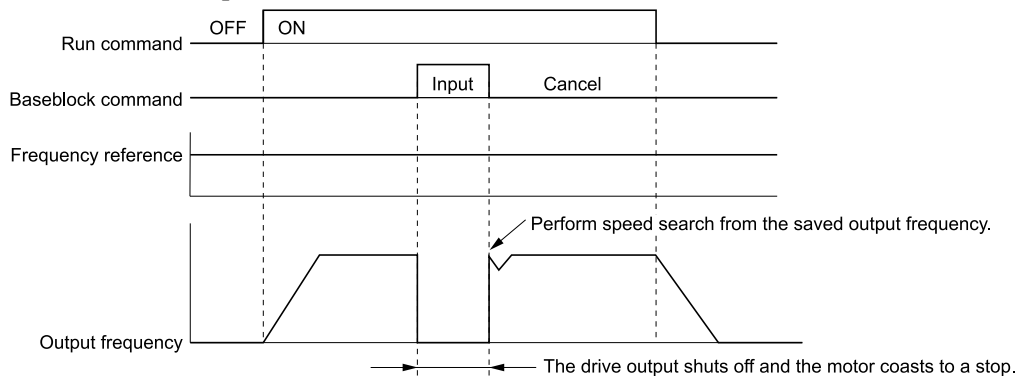 OFF ON
Run command
Input Cancel
Baseblock command
Frequency reference
Perform speed search from the saved output frequency.
Output frequency
The drive output shuts off and the motor coasts to a stop.